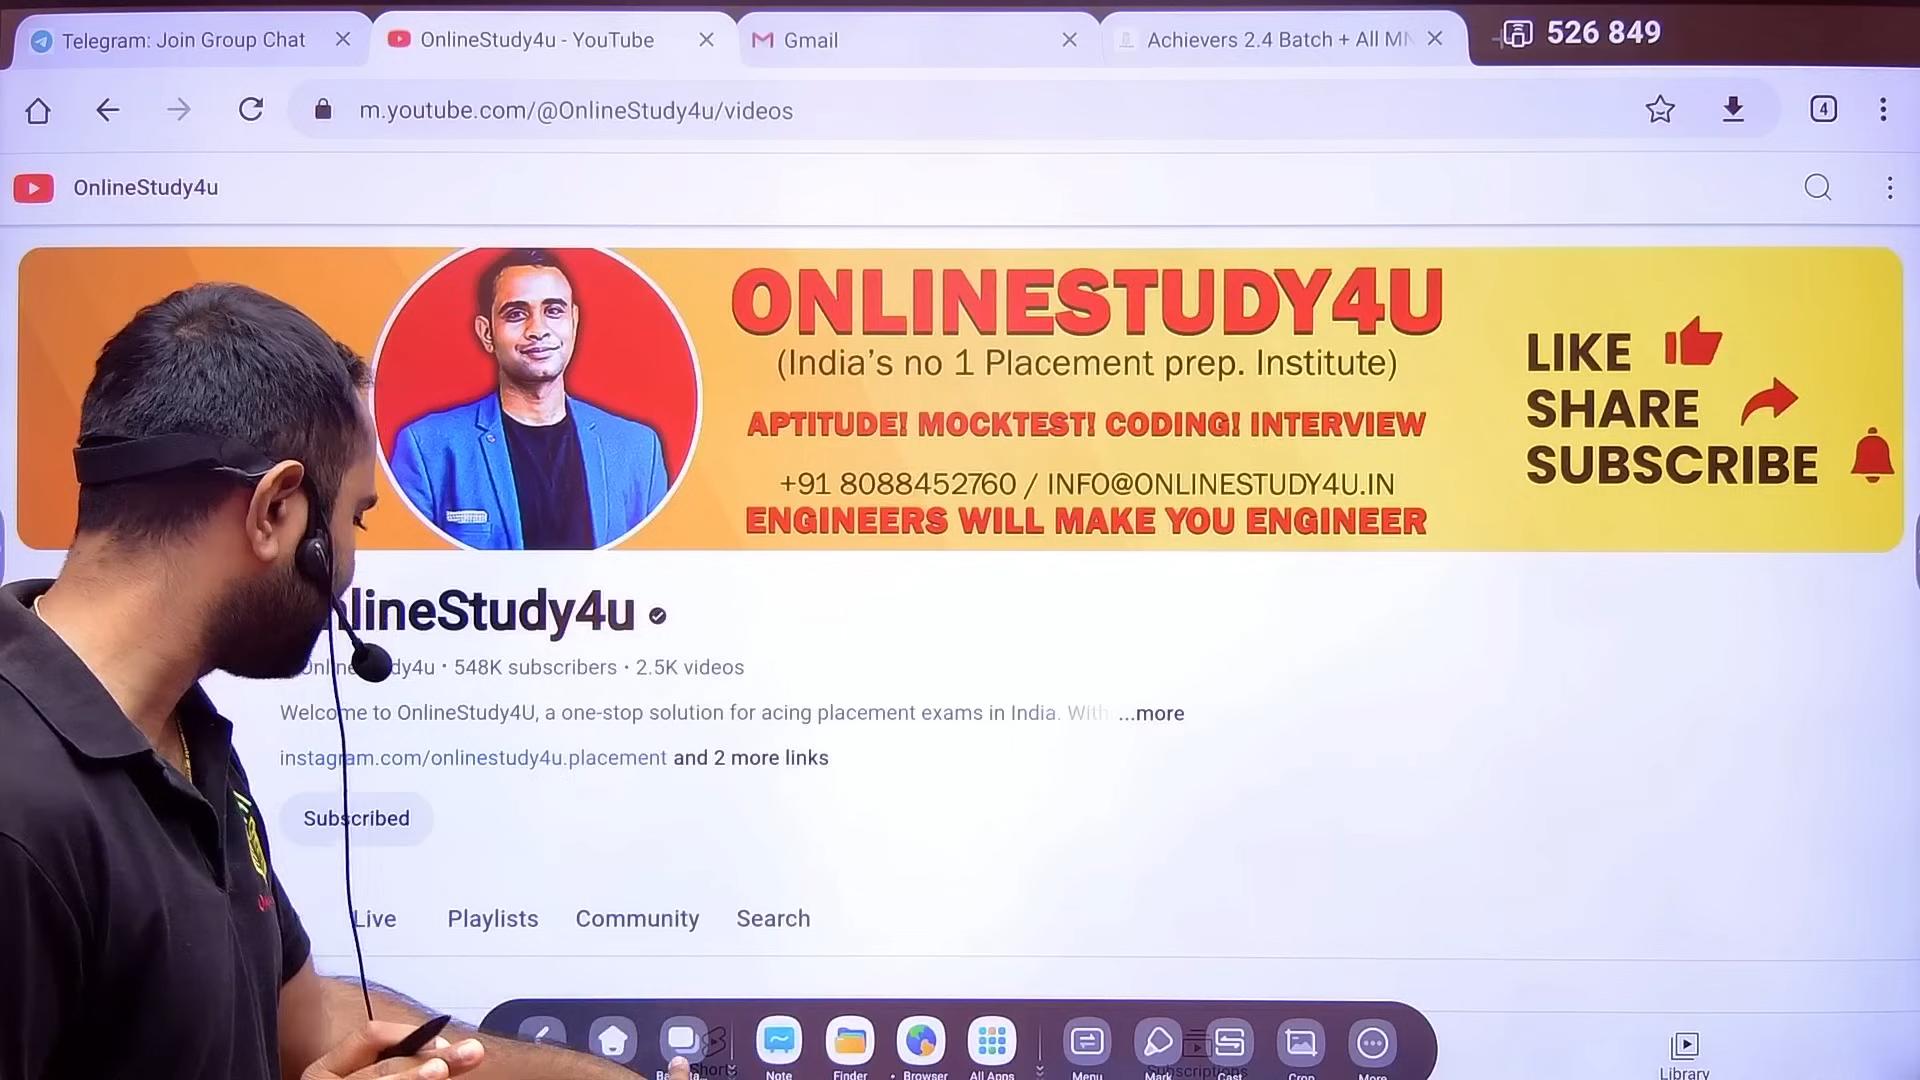 Telegram: Join Group Chat
OnlineStudy4u - YouTube
Gmail
Achievers 2.4 Batch + All
526 849
m.youtube.com/@OnlineStudy4u/videos
4
OnlineStudy4u
ONLINESTUDY4U
(India's no 1 Placement prep. Institute)
APTITUDE! MOCKTEST! CODING! INTERVIEW
+91 8088452760 / INFO@ONLINESTUDY4U.IN
ENGINEERS WILL MAKE YOU ENGINEER
LIKE
SHARE
SUBSCRIBE
nlineStudy4u
dy4u • 548K subscribers • 2.5K videos
Welcome to OnlineStudy4U, a one-stop solution for acing placement exams in India. With ...more
instagram.com/onlinestudy4u.placement and 2 more links
Subscribed
Live Playlists Community Search
Shorts
Note
Finder
• Browser
All Apps
Menu
Mark
Subscriptions
Cast
Crop
More
Library